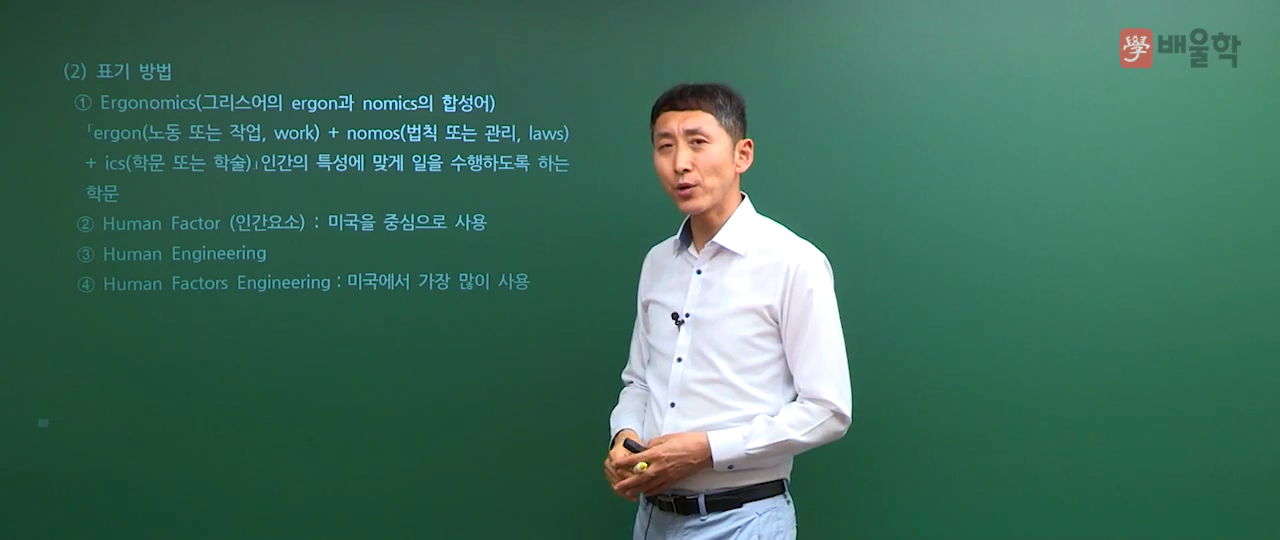 學 배울학
(2) 표기 방법
① Ergonomics(그리스어의 ergon과 nomics의 합성어)
「ergon(노동 또는 작업, work) + nomos(법칙 또는 관리, laws)
+ ics(학문 또는 학술)」인간의 특성에 맞게 일을 수행하도록 하는
학문
② Human Factor (인간요소) : 미국을 중심으로 사용
③ Human Engineering
④ Human Factors Engineering : 미국에서 가장 많이 사용